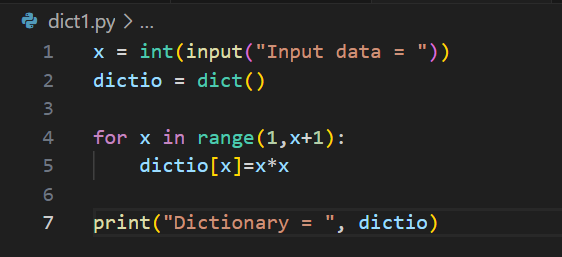 dict1.py > ...
1 x = int(input("Input data = "))
2 dictio = dict()
3
4 for x in range(1,x+1):
5     dictio[x]=x*x
6
7 print("Dictionary = ", dictio)